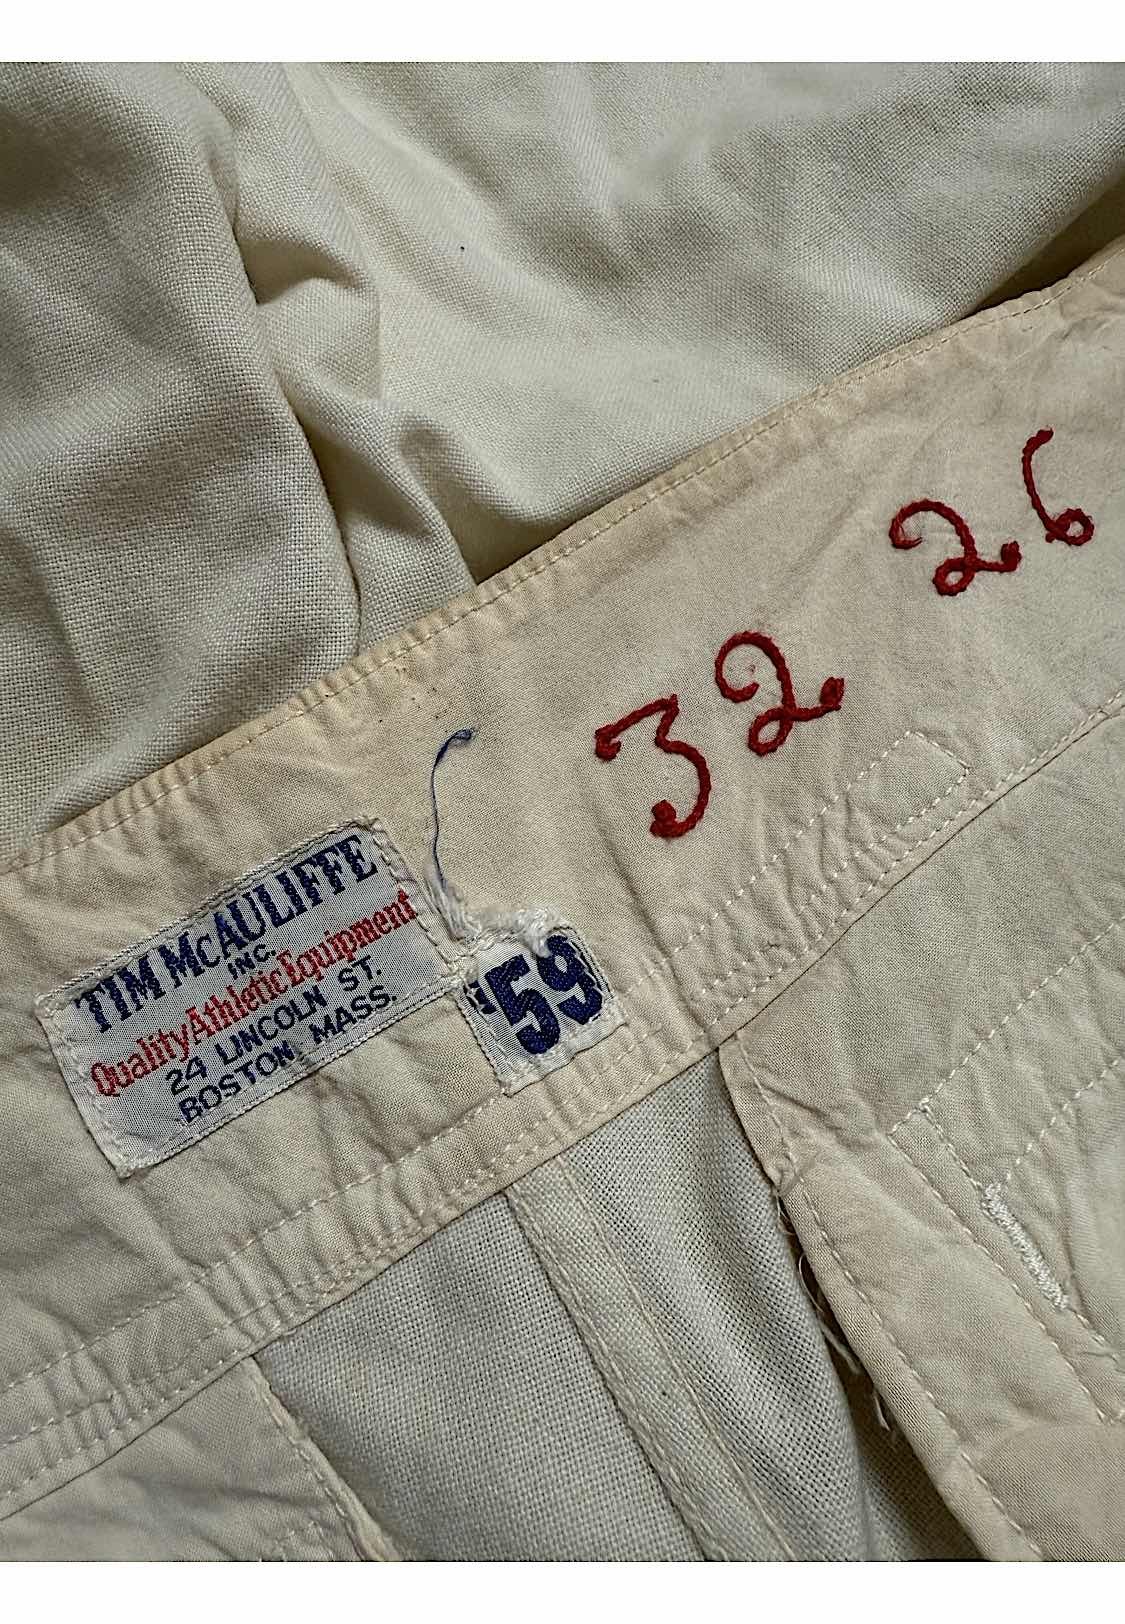 TIM McAULIFFE
INC.
Quality Athletic Equipment
24 LINCOLN ST.
BOSTON, MASS.
'59
32
26